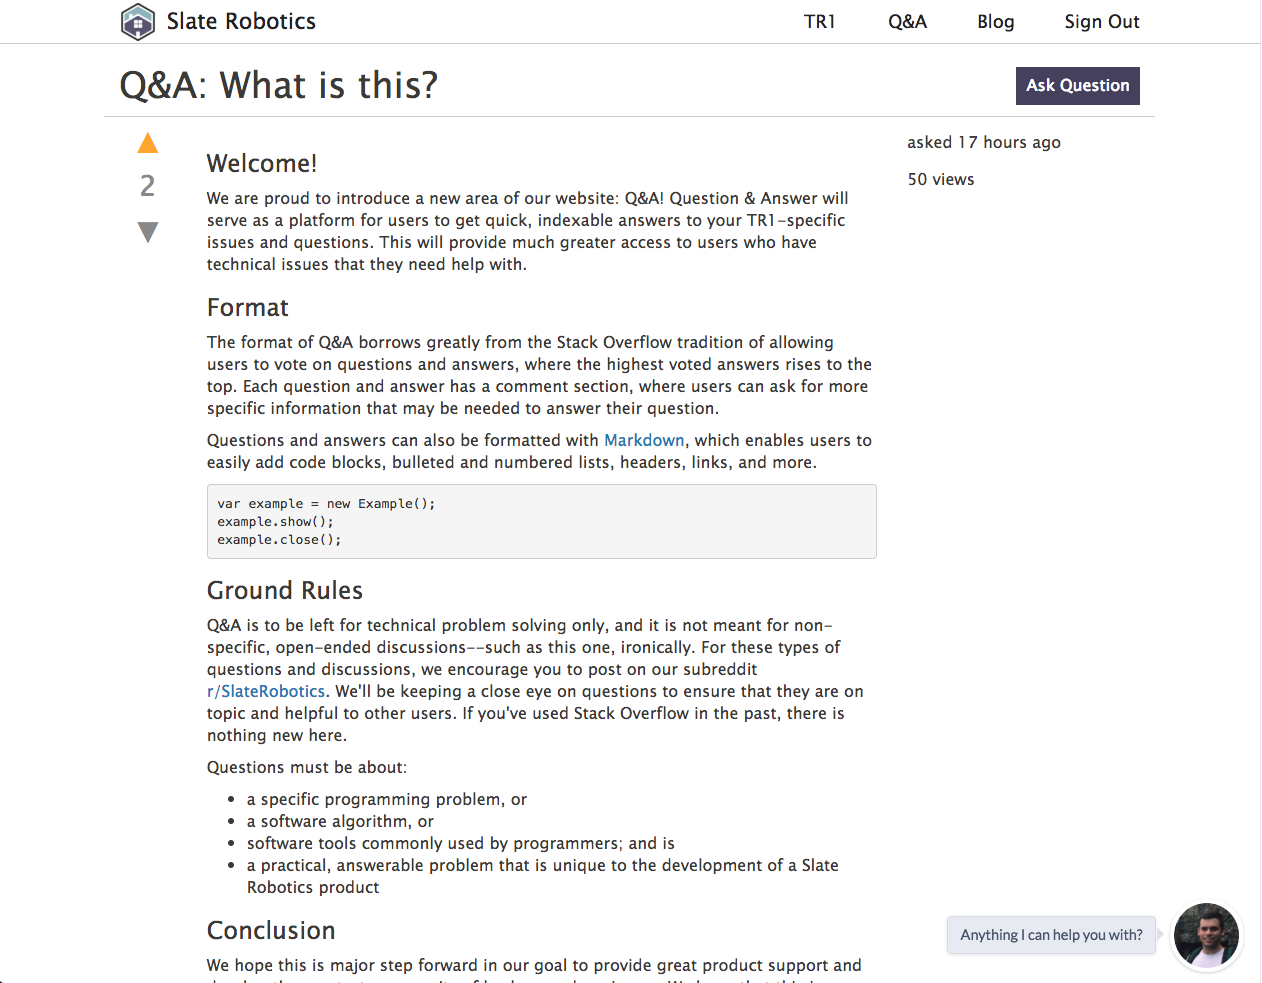 Slate Robotics
TR1
Q&A
Blog
Sign Out
Q&A: What is this?
Ask Question
2
asked 17 hours ago
50 views
Welcome!
We are proud to introduce a new area of our website: Q&A! Question & Answer will
serve as a platform for users to get quick, indexable answers to your TR1-specific
issues and questions. This will provide much greater access to users who have
technical issues that they need help with.
Format
The format of Q&A borrows greatly from the Stack Overflow tradition of allowing
users to vote on questions and answers, where the highest voted answers rises to the
top. Each question and answer has a comment section, where users can ask for more
specific information that may be needed to answer their question.
Questions and answers can also be formatted with Markdown, which enables users to
easily add code blocks, bulleted and numbered lists, headers, links, and more.
var example = new Example();
example.show();
example.close();
Ground Rules
Q&A is to be left for technical problem solving only, and it is not meant for non-
specific, open-ended discussions--such as this one, ironically. For these types of
questions and discussions, we encourage you to post on our subreddit
r/SlateRobotics. We'll be keeping a close eye on questions to ensure that they are on
topic and helpful to other users. If you've used Stack Overflow in the past, there is
nothing new here.
Questions must be about:
• a specific programming problem, or
• a software algorithm, or
• software tools commonly used by programmers; and is
• a practical, answerable problem that is unique to the development of a Slate
Robotics product
Conclusion
We hope this is major step forward in our goal to provide great product support and
Anything I can help you with?